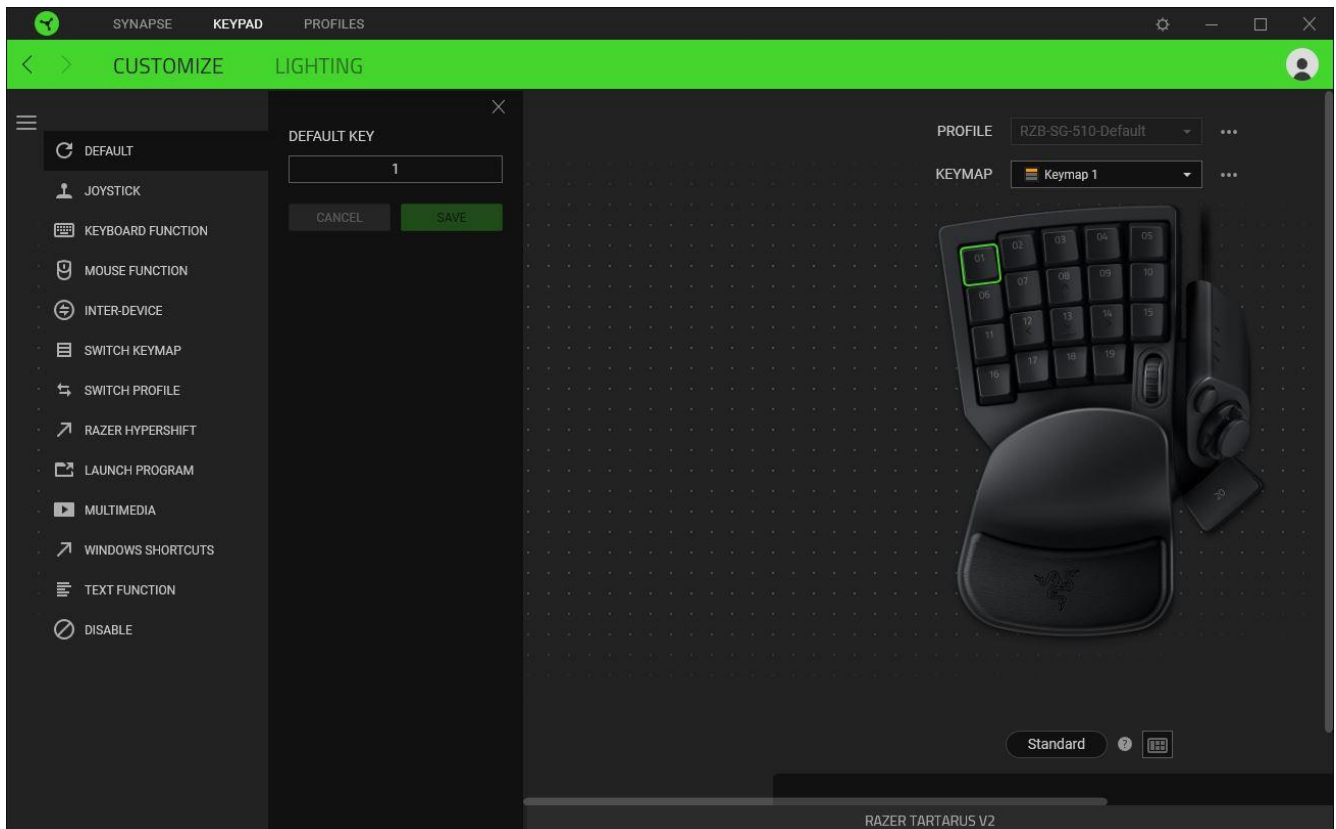 SYNAPSE KEYPAD PROFILES
CUSTOMIZE LIGHTING
DEFAULT
JOYSTICK
KEYBOARD FUNCTION
MOUSE FUNCTION
INTER-DEVICE
SWITCH KEYMAP
SWITCH PROFILE
RAZER HYPERSHIFT
LAUNCH PROGRAM
MULTIMEDIA
WINDOWS SHORTCUTS
TEXT FUNCTION
DISABLE
DEFAULT KEY
1
CANCEL SAVE
PROFILE RZB-SG-510-Default
KEYMAP Keymap 1
01 02 03 04 05
06 07 08 09 10
11 12 13 14 15
16 17 18 19
20
Standard ?
RAZER TARTARUS V2